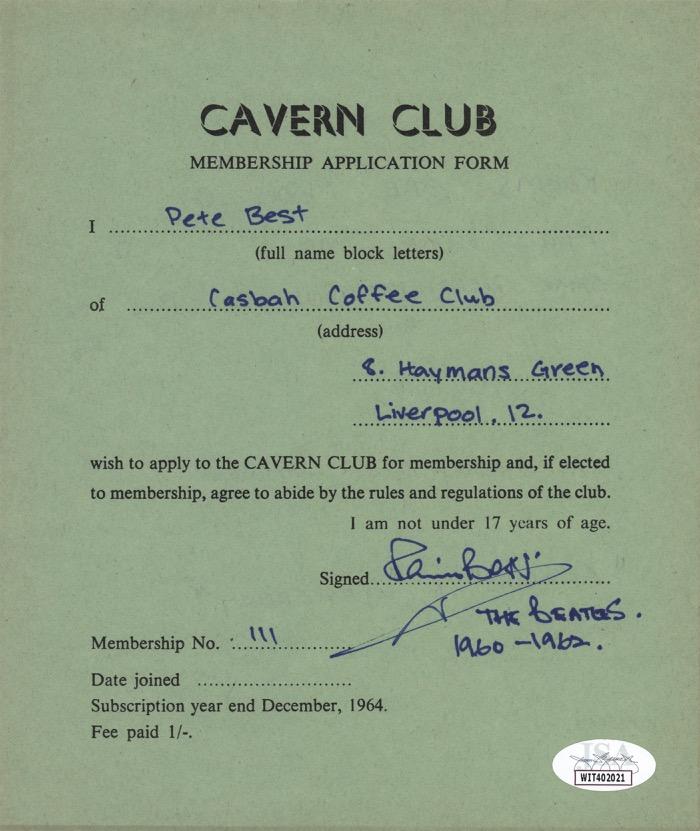 CAVERN CLUB
MEMBERSHIP APPLICATION FORM
I Pete Best
(full name block letters)
of Casbah Coffee Club
(address)
8. Haymans Green
Liverpool. 12.
wish to apply to the CAVERN CLUB for membership and, if elected
to membership, agree to abide by the rules and regulations of the club.
I am not under 17 years of age.
Signed
THE BEATLES.
Membership No. 111
1960-1962.
Date joined
Subscription year end December, 1964.
Fee paid 1/-.
JSA
WIT402021